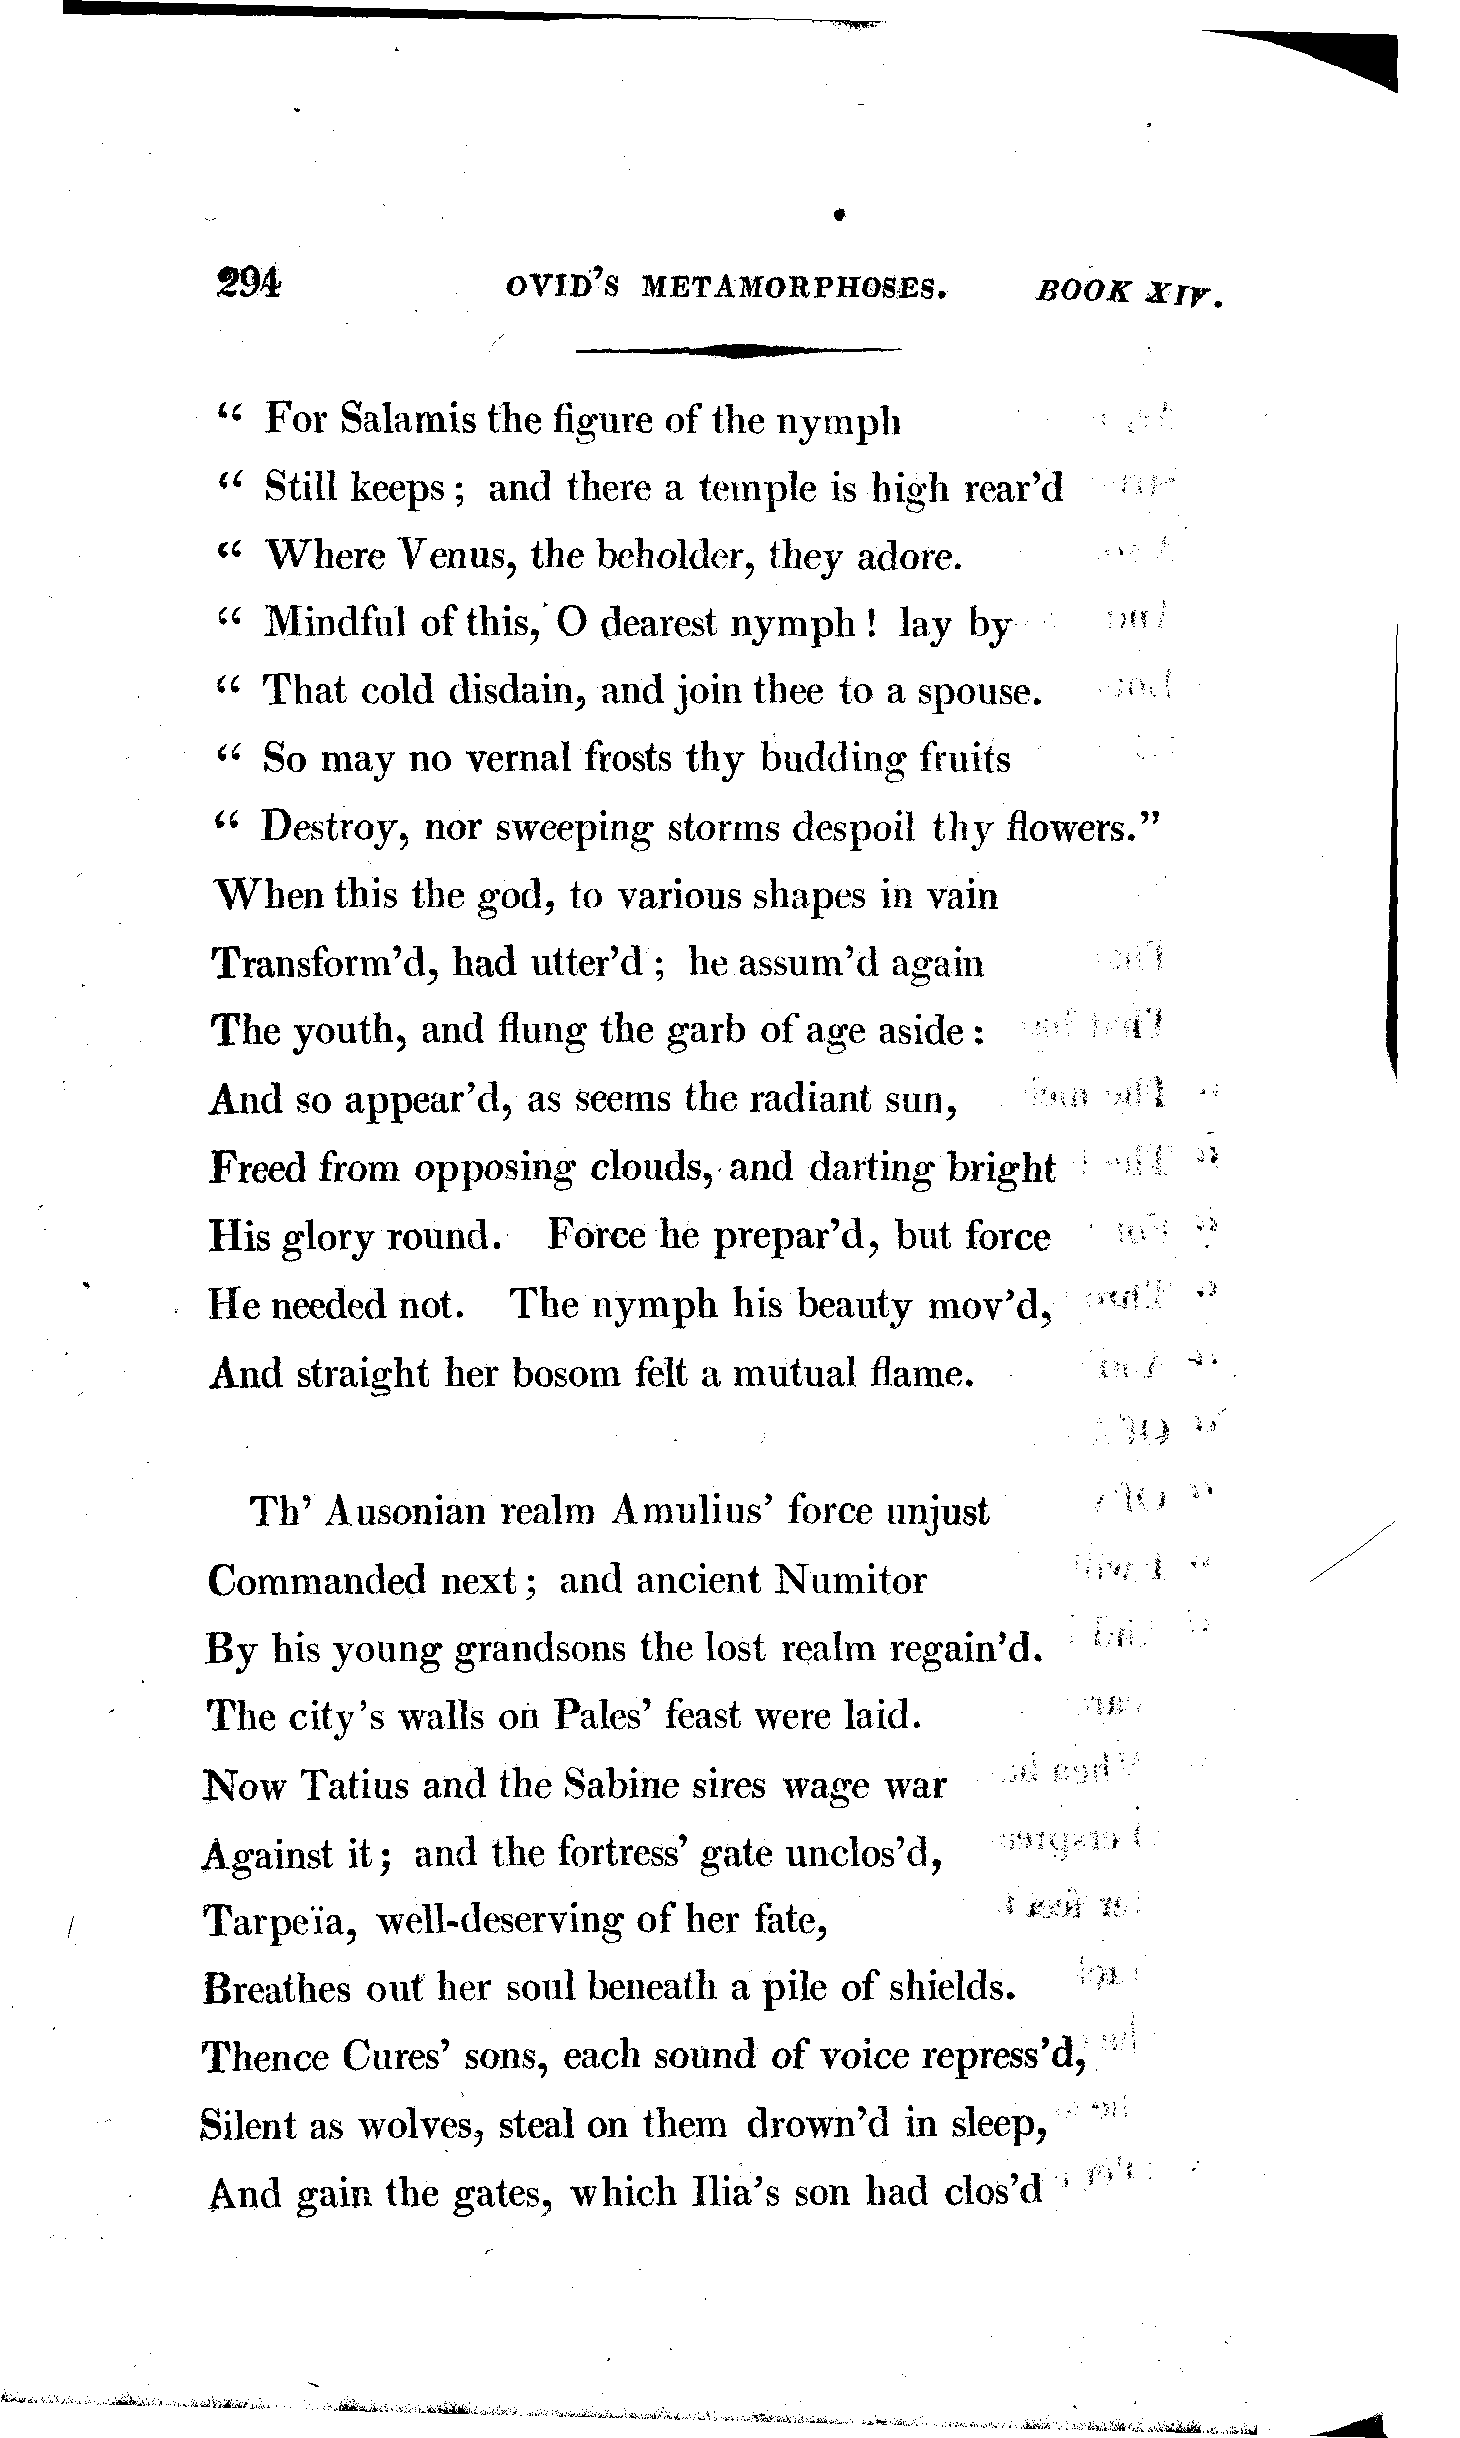 294 OVID'S METAMORPHOSES. BOOK XIV.
“ For Salamis the figure of the nymph
“ Still keeps ; and there a temple is high rear'd
“ Where Venus, the beholder, they adore.
“ Mindful of this, O dearest nymph ! lay by
“ That cold disdain, and join thee to a spouse.
“ So may no vernal frosts thy budding fruits
“ Destroy, nor sweeping storms despoil thy flowers.”
When this the god, to various shapes in vain
Transform'd, had utter'd ; he assum'd again
The youth, and flung the garb of age aside :
And so appear'd, as seems the radiant sun,
Freed from opposing clouds, and darting bright
His glory round. Force he prepar'd, but force
He needed not. The nymph his beauty mov'd,
And straight her bosom felt a mutual flame.
Th' Ausonian realm Amulius' force unjust
Commanded next ; and ancient Numitor
By his young grandsons the lost realm regain'd.
The city's walls on Pales' feast were laid.
Now Tatius and the Sabine sires wage war
Against it ; and the fortress' gate unclos'd,
Tarpeïa, well-deserving of her fate,
Breathes out her soul beneath a pile of shields.
Thence Cures' sons, each sound of voice repress'd,
Silent as wolves, steal on them drown'd in sleep,
And gain the gates, which Ilia's son had clos'd